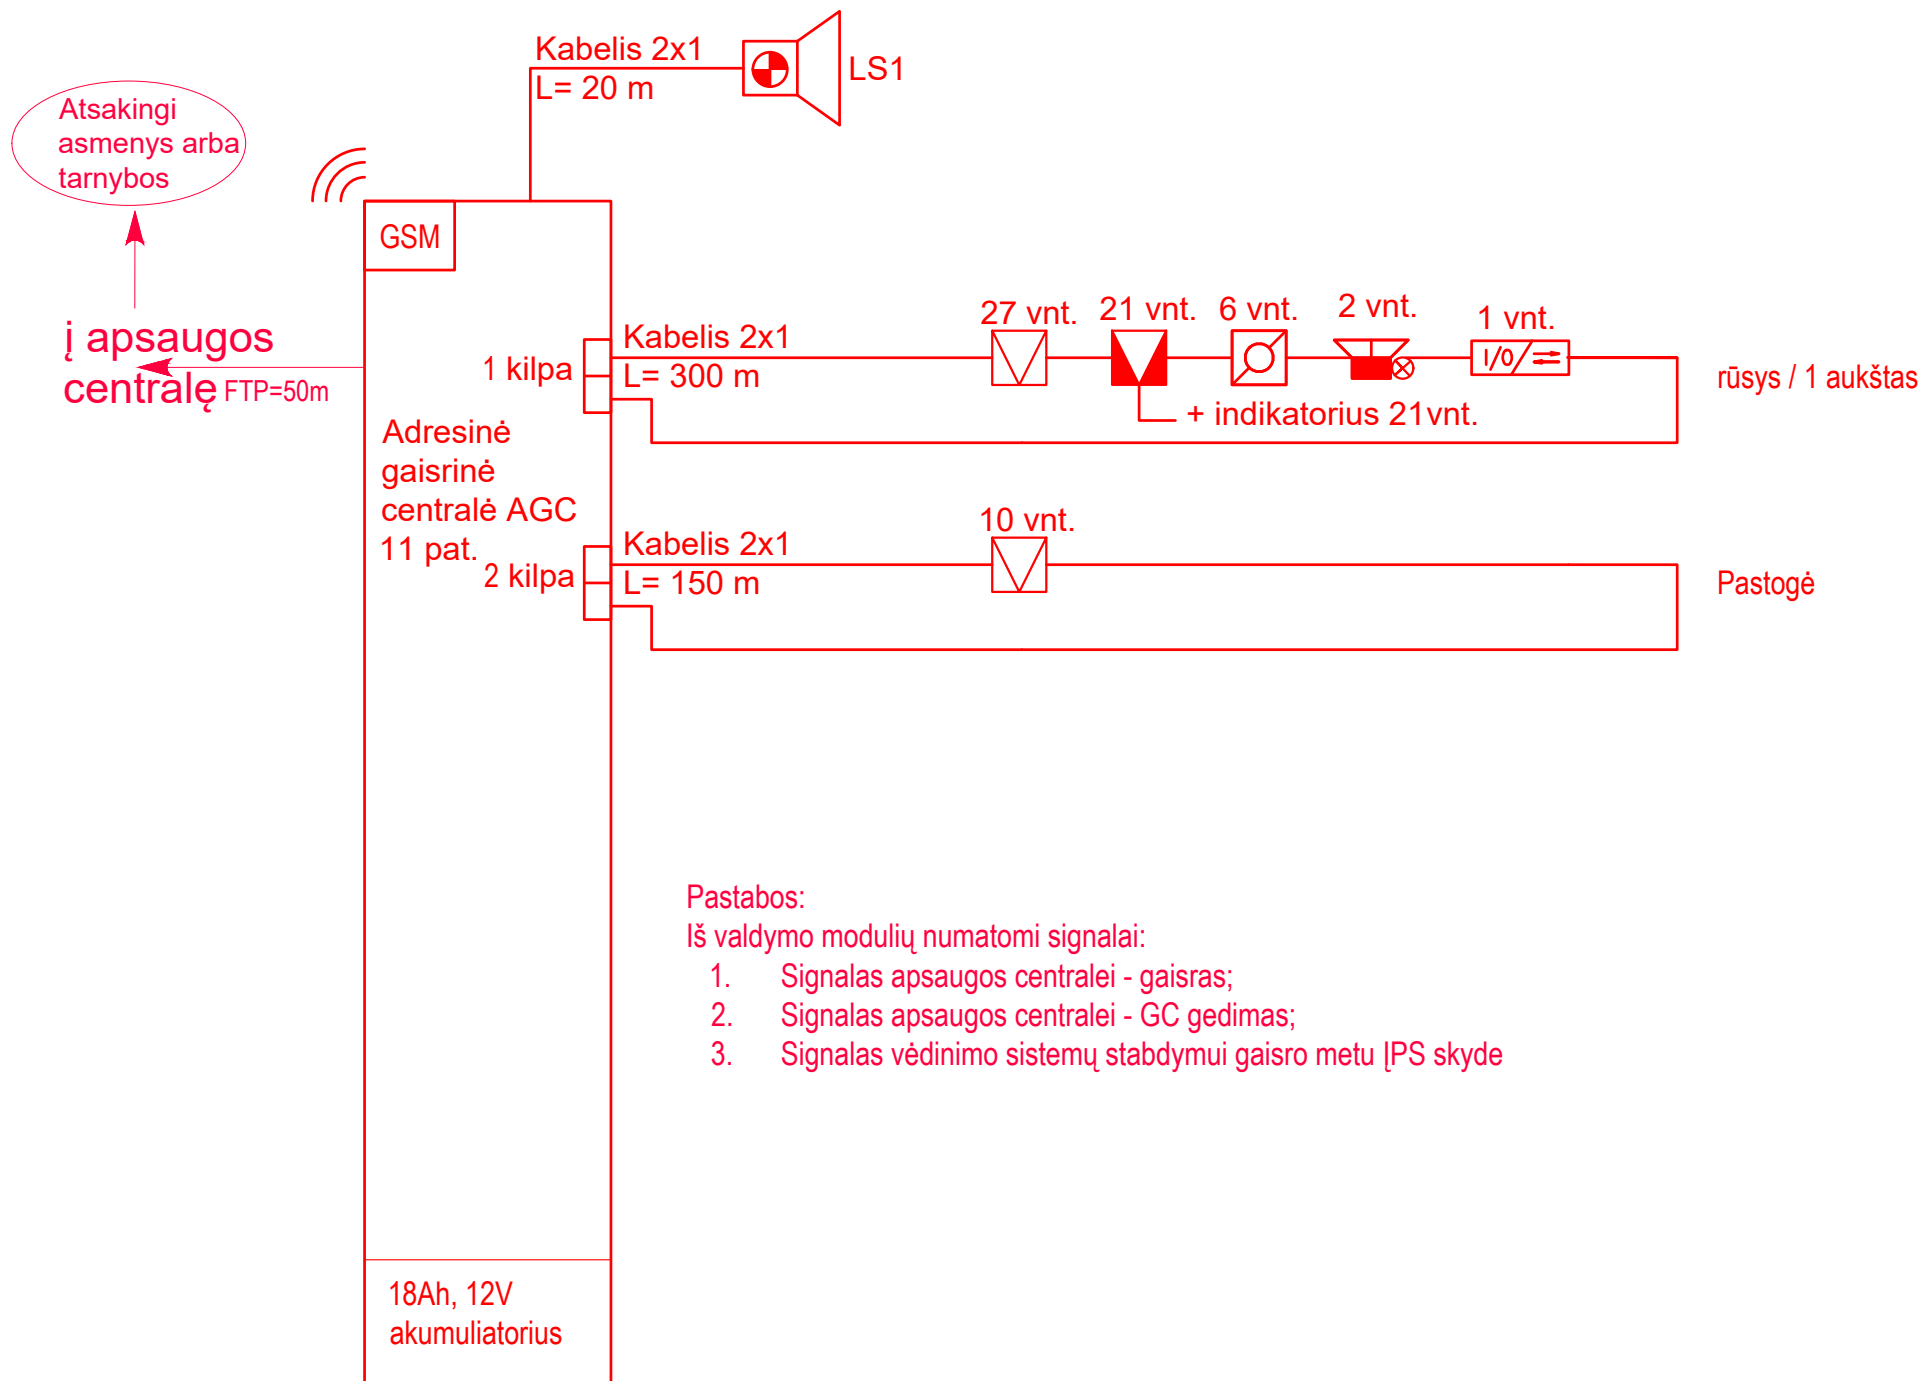 Kabelis 2x1
L= 20 m
LS1
Atsakingi
asmenys arba
tarnybos
GSM
į apsaugos
centralę FTP=50m
1 kilpa
Kabelis 2x1
L= 300 m
27 vnt.
21 vnt.
6 vnt.
2 vnt.
1 vnt.
I/O
+ indikatorius 21vnt.
rūsys / 1 aukštas
Adresinė
gaisrinė
centralė AGC
11 pat.
2 kilpa
Kabelis 2x1
L= 150 m
10 vnt.
Pastogė
Pastabos:
Iš valdymo modulių numatomi signalai:
1. Signalas apsaugos centralei - gaisras;
2. Signalas apsaugos centralei - GC gedimas;
3. Signalas vėdinimo sistemų stabdymui gaisro metu ĮPS skyde
18Ah, 12V
akumuliatorius